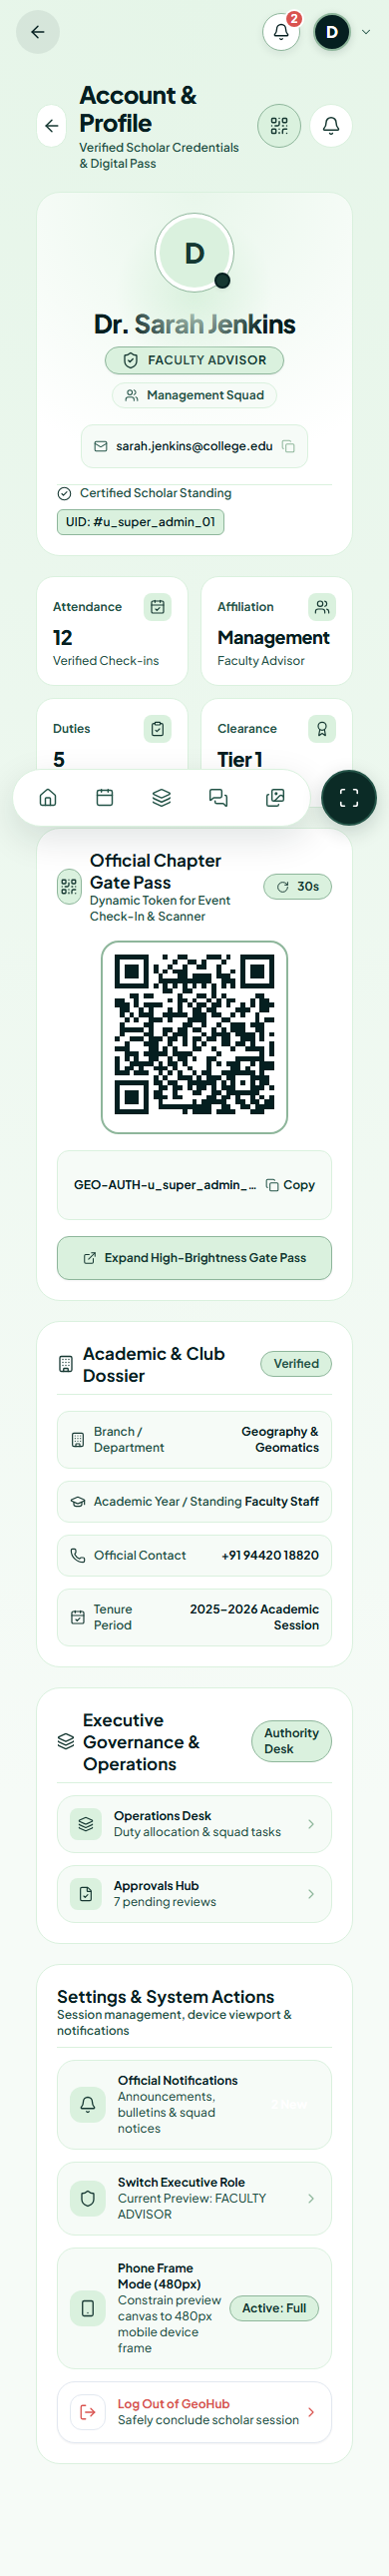 2
D
Account &
Profile
Verified Scholar Credentials
& Digital Pass
D
Dr. Sarah Jenkins
FACULTY ADVISOR
Management Squad
sarah.jenkins@college.edu
Certified Scholar Standing
UID: #u_super_admin_01
Attendance
12
Verified Check-ins
Affiliation
Management
Faculty Advisor
Duties
5
Clearance
Tier 1
Official Chapter
Gate Pass
Dynamic Token for Event
Check-In & Scanner
30s
GEO-AUTH-u_super_admin_...
Copy
Expand High-Brightness Gate Pass
Academic & Club
Dossier
Verified
Branch /
Department
Geography &
Geomatics
Academic Year / Standing Faculty Staff
Official Contact
+91 94420 18820
Tenure
Period
2025–2026 Academic
Session
Executive
Governance &
Operations
Authority
Desk
Operations Desk
Duty allocation & squad tasks
Approvals Hub
7 pending reviews
Settings & System Actions
Session management, device viewport &
notifications
Official Notifications
Announcements,
bulletins & squad
notices
2 New
Switch Executive Role
Current Preview: FACULTY
ADVISOR
Phone Frame
Mode (480px)
Constrain preview
canvas to 480px
mobile device
frame
Active: Full
Log Out of GeoHub
Safely conclude scholar session